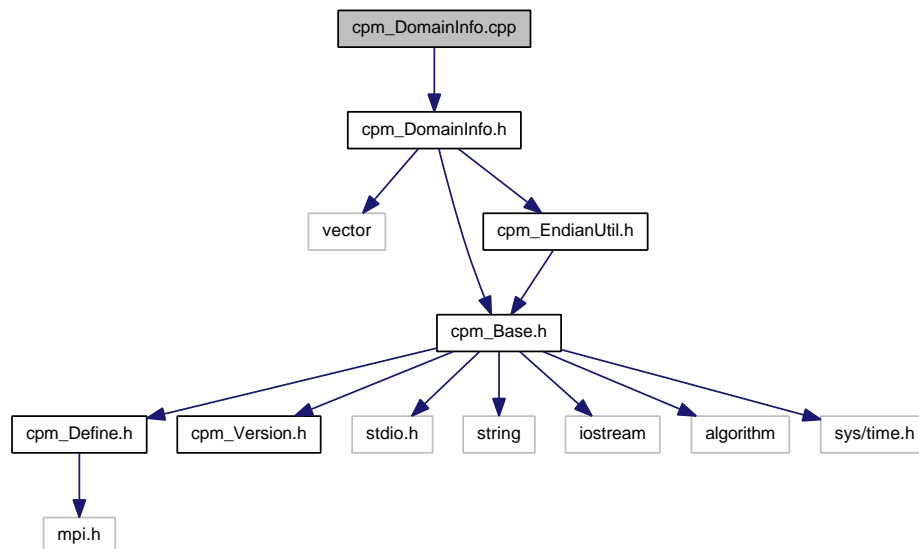 cpm_DomainInfo.cpp
cpm_DomainInfo.h
vector
cpm_EndianUtil.h
cpm_Base.h
cpm_Define.h
cpm_Version.h
stdio.h
string
iostream
algorithm
sys/time.h
mpi.h